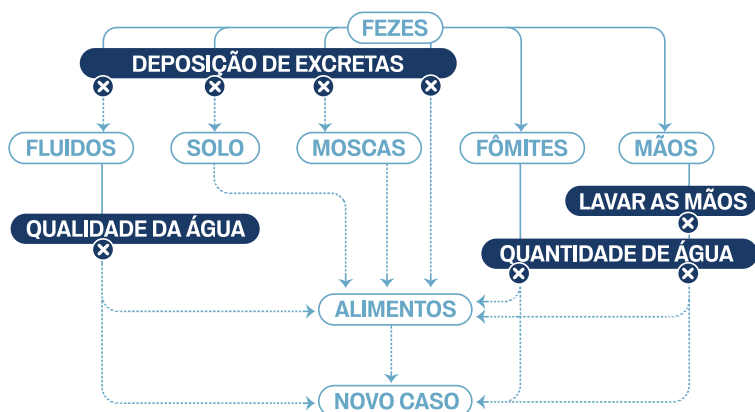 FEZES
DEPOSIÇÃO DE EXCRETAS
FLUIDOS
SOLO
MOSCAS
FÔMITES
MÃOS
LAVAR AS MÃOS
QUALIDADE DA ÁGUA
QUANTIDADE DE ÁGUA
ALIMENTOS
NOVO CASO